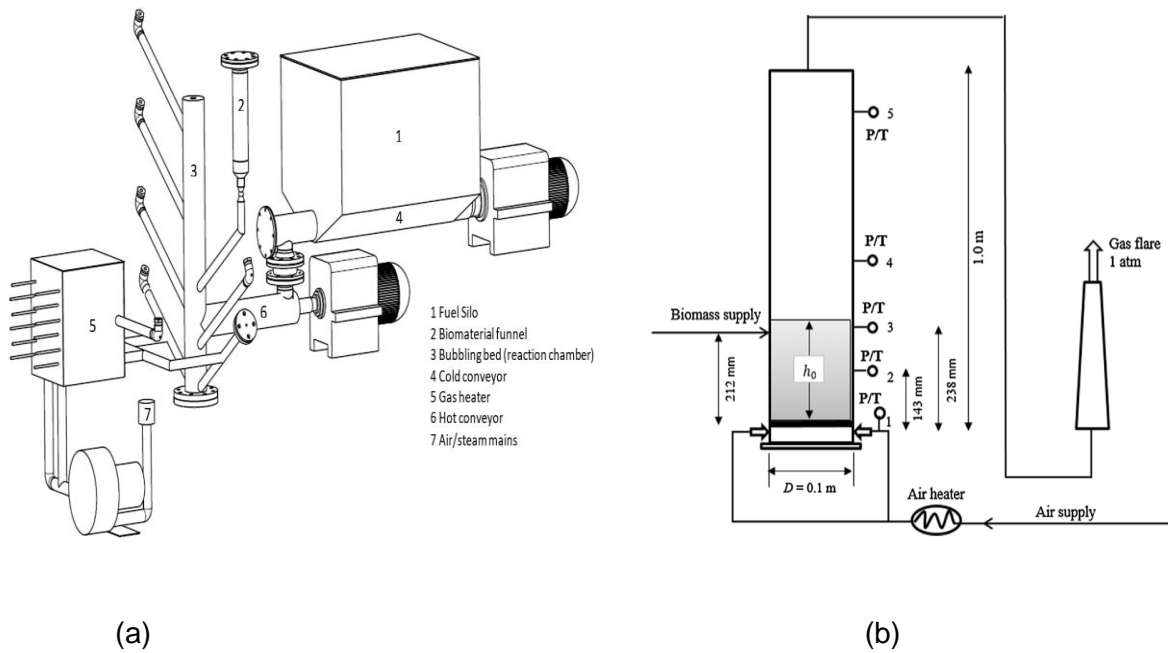 1
2
3
4
5
6
7
1 Fuel Silo
2 Biomaterial funnel
3 Bubbling bed (reaction chamber)
4 Cold conveyor
5 Gas heater
6 Hot conveyor
7 Air/steam mains
(a)
5
P/T
P/T
4
Gas flare
1 atm
1.0 m
Biomass supply
P/T
3
h₀
P/T
2
212 mm
143 mm
238 mm
P/T
1
D = 0.1 m
Air heater
Air supply
(b)